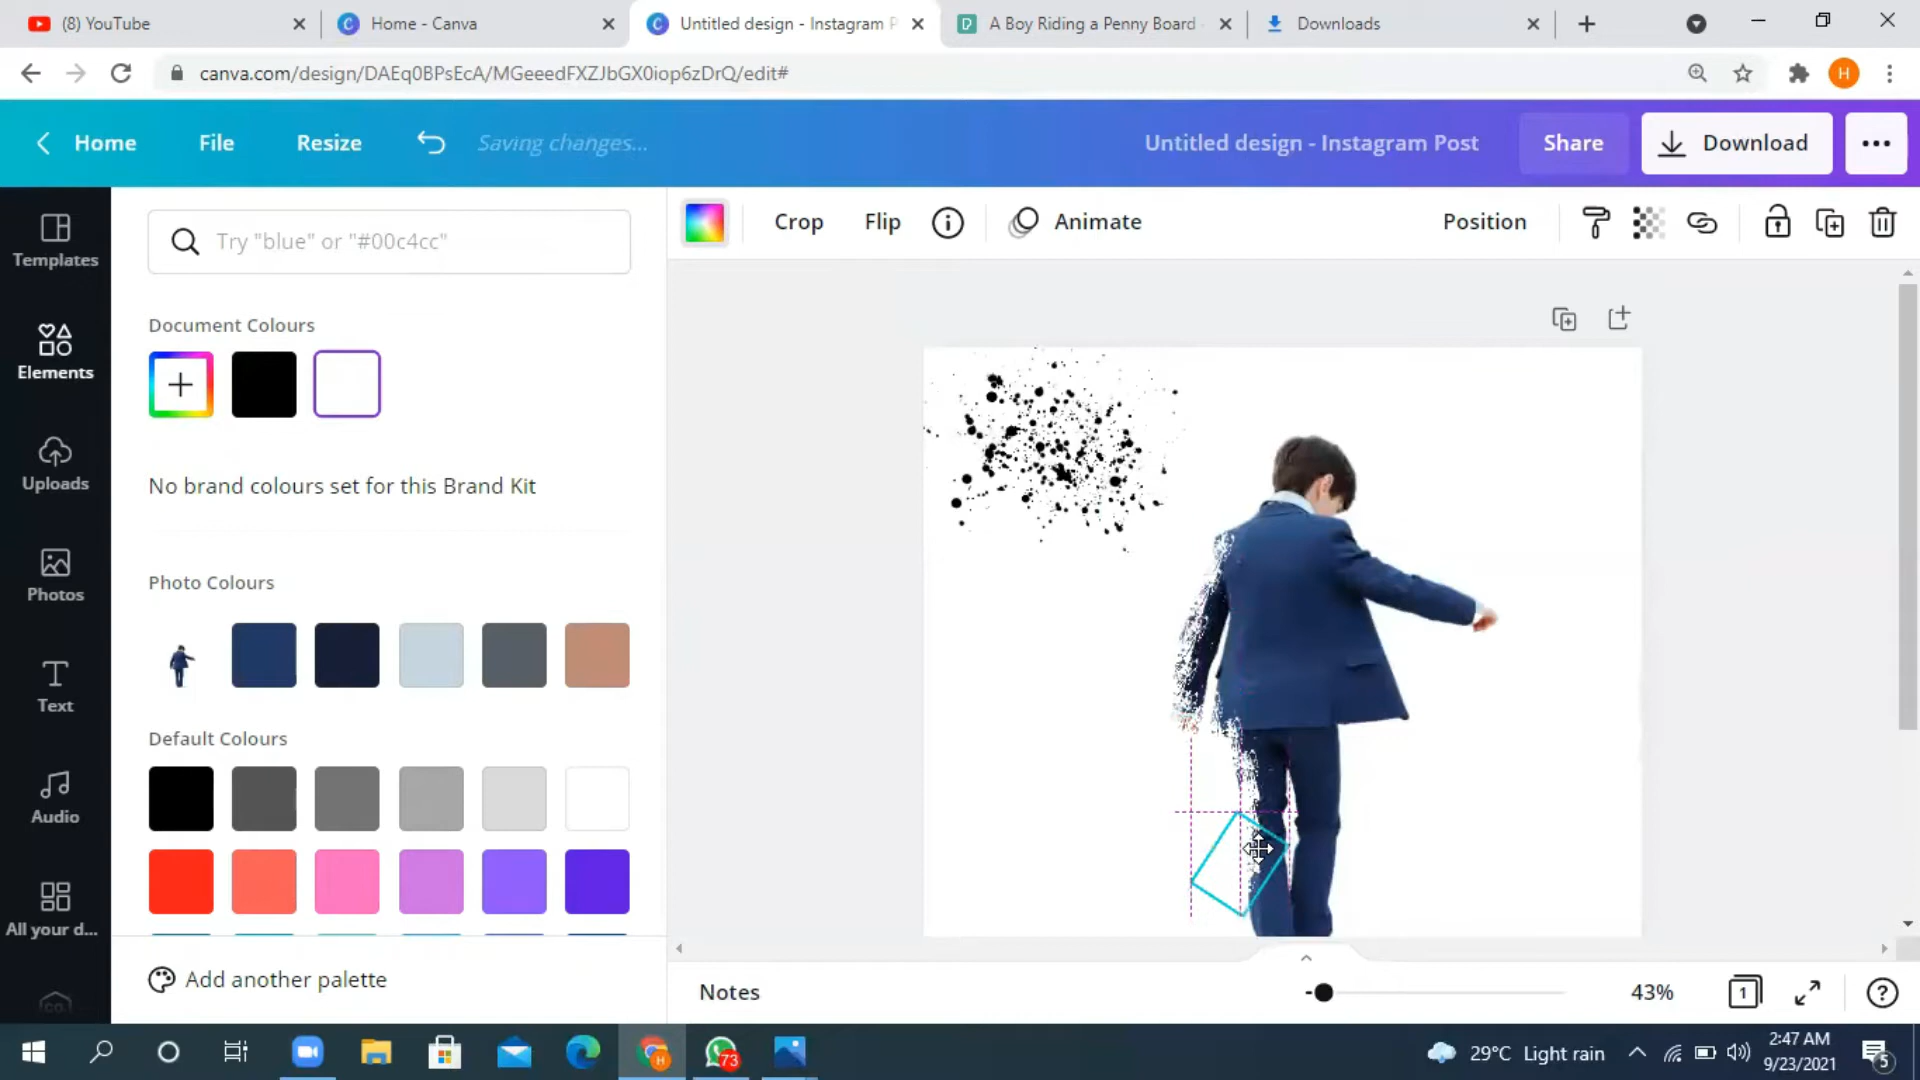 (8) YouTube
Home - Canva
Untitled design - Instagram P
A Boy Riding a Penny Board
Downloads
canva.com/design/DAEq0BPsEcA/MGeeedFXZJbGX0iop6zDrQ/edit#
H
Home
File
Resize
Saving changes...
Untitled design - Instagram Post
Share
Download
Templates
Elements
Uploads
Photos
Text
Audio
All your d...
Try "blue" or "#00c4cc"
Crop
Flip
Animate
Position
Document Colours
No brand colours set for this Brand Kit
Photo Colours
Default Colours
Add another palette
Notes
43%
1
73
29°C Light rain
2:47 AM
9/23/2021
5